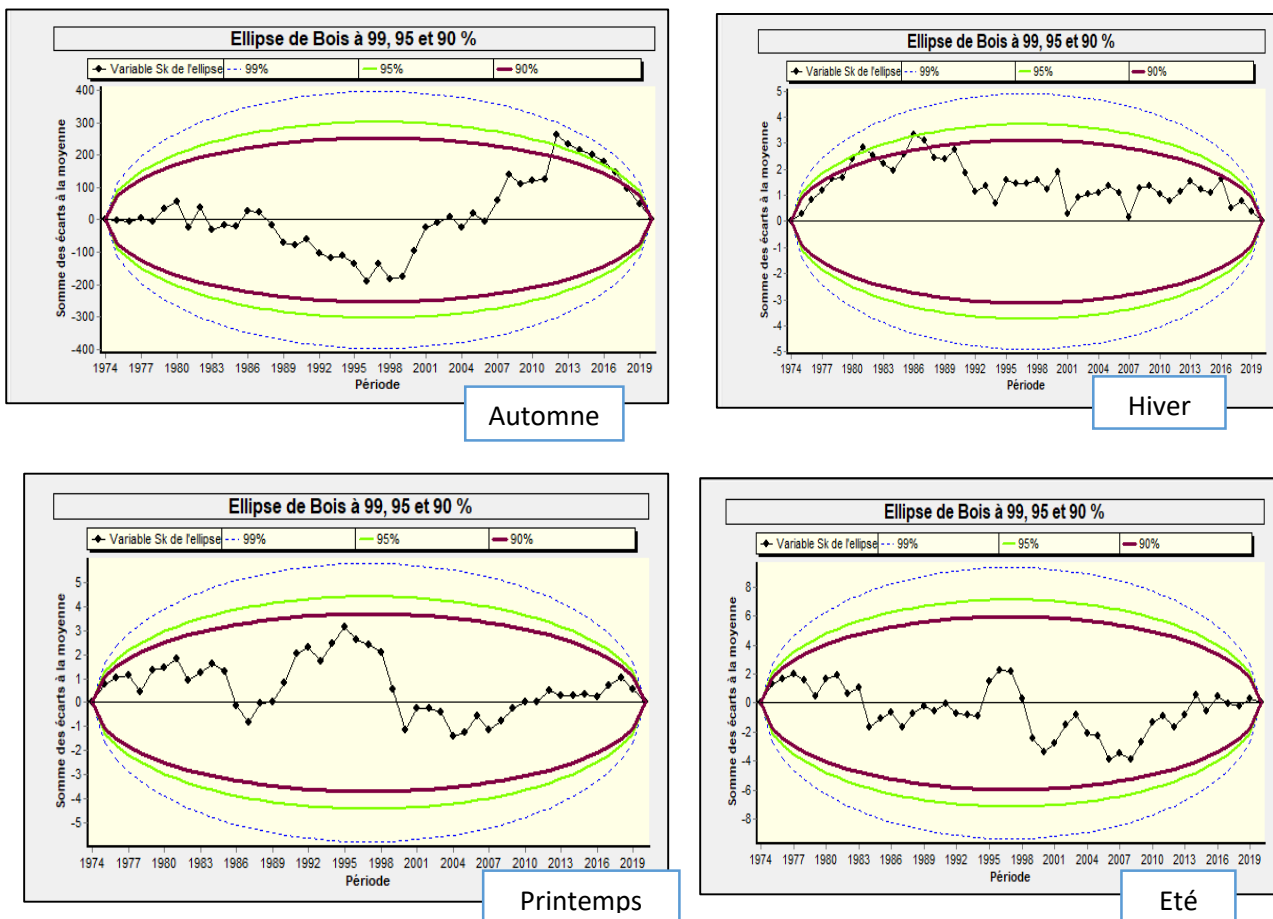 Ellipse de Bois à 99, 95 et 90 %
Variable Sk de l'ellipse 99% 95% 90%
Somme des écarts à la moyenne
400
300
200
100
0
-100
-200
-300
-400
1974 1977 1980 1983 1986 1989 1992 1995 1998 2001 2004 2007 2010 2013 2016 2019
Période
Automne
Ellipse de Bois à 99, 95 et 90 %
Variable Sk de l'ellipse 99% 95% 90%
Somme des écarts à la moyenne
5
4
3
2
1
0
-1
-2
-3
-4
-5
1974 1977 1980 1983 1986 1989 1992 1995 1998 2001 2004 2007 2010 2013 2016 2019
Période
Hiver
Ellipse de Bois à 99, 95 et 90 %
Variable Sk de l'ellipse 99% 95% 90%
Somme des écarts à la moyenne
5
4
3
2
1
0
-1
-2
-3
-4
-5
1974 1977 1980 1983 1986 1989 1992 1995 1998 2001 2004 2007 2010 2013 2016 2019
Période
Printemps
Ellipse de Bois à 99, 95 et 90 %
Variable Sk de l'ellipse 99% 95% 90%
Somme des écarts à la moyenne
8
6
4
2
0
-2
-4
-6
-8
1974 1977 1980 1983 1986 1989 1992 1995 1998 2001 2004 2007 2010 2013 2016 2019
Période
Eté